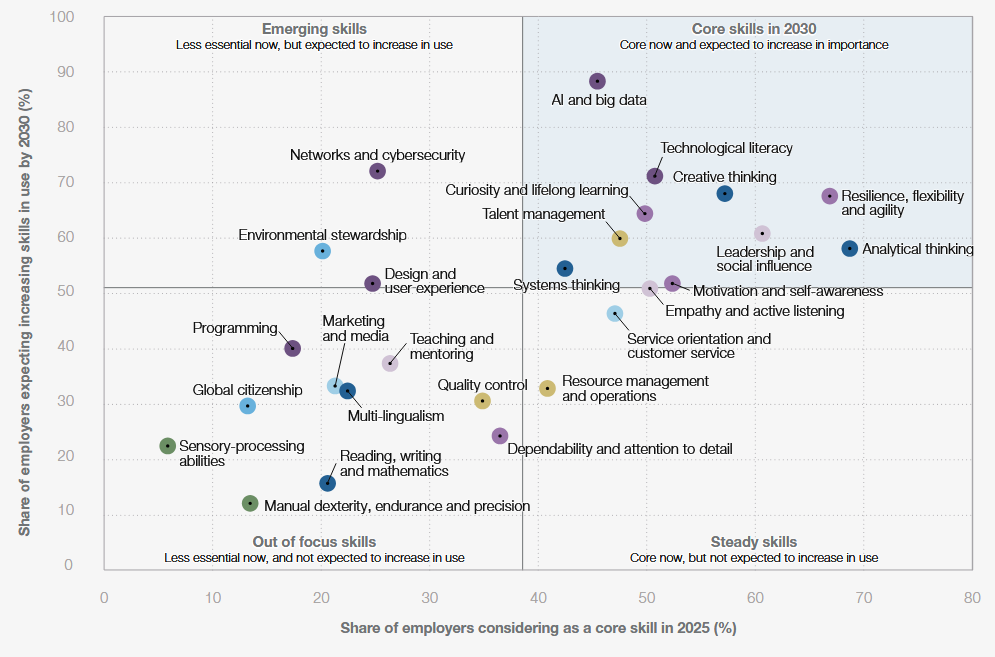 100
90
80
70
60
50
40
30
20
10
0
Share of employers expecting increasing skills in use by 2030 (%)
Emerging skills
Less essential now, but expected to increase in use
Core skills in 2030
Core now and expected to increase in importance
AI and big data
Networks and cybersecurity
Technological literacy
Creative thinking
Curiosity and lifelong learning
Resilience, flexibility
and agility
Talent management
Environmental stewardship
Leadership and
social influence
Analytical thinking
Design and
user experience
Systems thinking
Motivation and self-awareness
Empathy and active listening
Programming
Marketing
and media
Teaching and
mentoring
Service orientation and
customer service
Global citizenship
Quality control
Resource management
and operations
Multi-lingualism
Sensory-processing
abilities
Reading, writing
and mathematics
Dependability and attention to detail
Manual dexterity, endurance and precision
Out of focus skills
Less essential now, and not expected to increase in use
Steady skills
Core now, but not expected to increase in use
0
10
20
30
40
50
60
70
80
Share of employers considering as a core skill in 2025 (%)